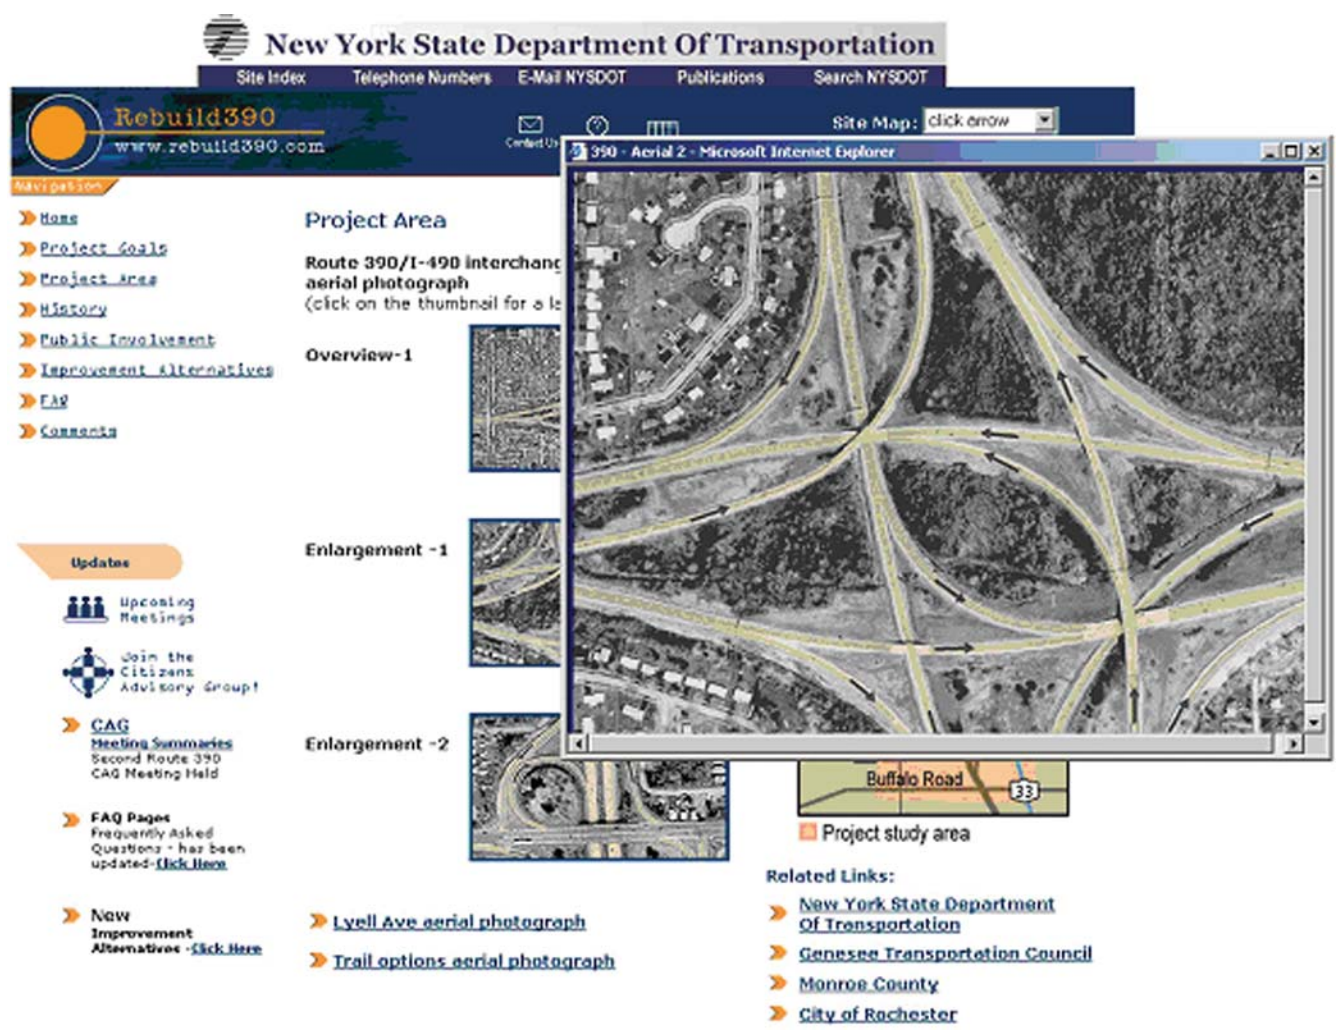 New York State Department Of Transportation
Site Index Telephone Numbers E-Mail NYSDOT Publications Search NYSDOT
Rebuild390
www.rebuild390.com
Contact Us
?
Site Map: click arrow
390 - Aerial 2 - Microsoft Internet Explorer
Navigation
Home
Project Goals
Project Area
History
Public Involvement
Improvement Alternatives
FAQ
Comments
Updates
Upcoming
Meetings
Join the
Citizens
Advisory Group!
CAG
Meeting Summaries
Second Route 390
CAG Meeting Held
FAQ Pages
Frequently Asked
Questions - has been
updated-Click Here
New
Improvement
Alternatives -Click Here
Project Area
Route 390/I-490 interchang
aerial photograph
(click on the thumbnail for a la
Overview-1
Enlargement -1
Enlargement -2
Lyell Ave aerial photograph
Trail options aerial photograph
Buffalo Road
33
Project study area
Related Links:
New York State Department
Of Transportation
Genesee Transportation Council
Monroe County
City of Rochester